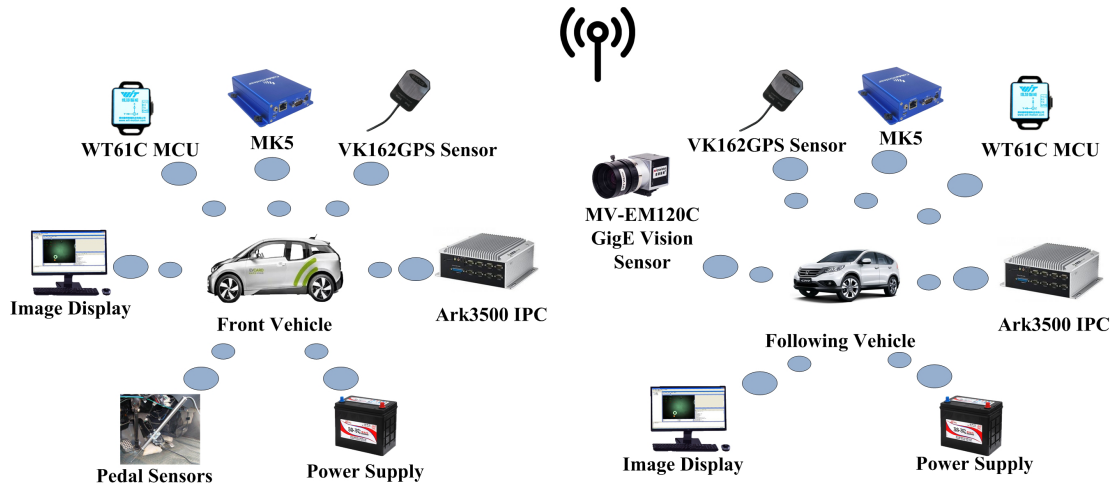 WT61C MCU
MK5
VK162GPS Sensor
Image Display
Front Vehicle
Ark3500 IPC
Pedal Sensors
Power Supply
VK162GPS Sensor
MK5
WT61C MCU
MV-EM120C
GigE Vision
Sensor
Following Vehicle
Ark3500 IPC
Image Display
Power Supply